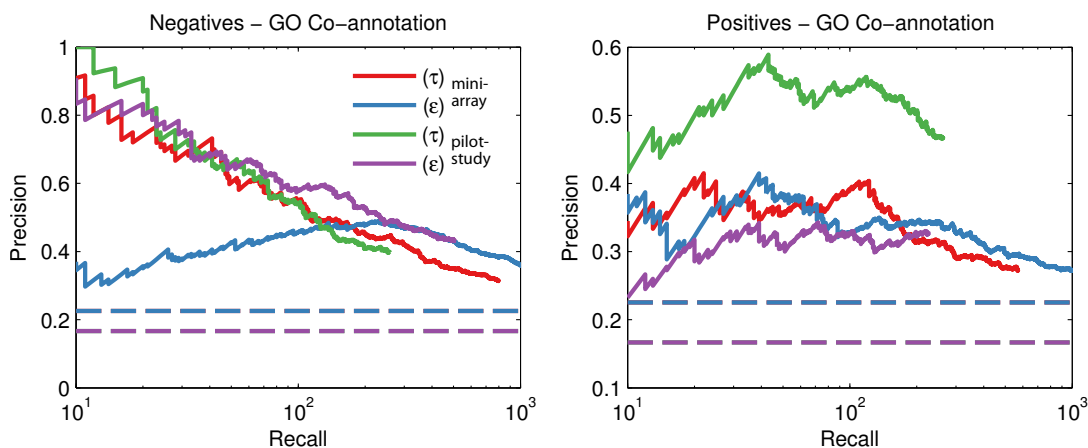 Negatives – GO Co–annotation
1
0.8
0.6
0.4
0.2
0
Precision
(τ) mini-
(ε) array
(τ) pilot-
(ε) study
10^1
10^2
10^3
Recall
Positives – GO Co–annotation
0.6
0.5
0.4
0.3
0.2
0.1
Precision
10^1
10^2
10^3
Recall